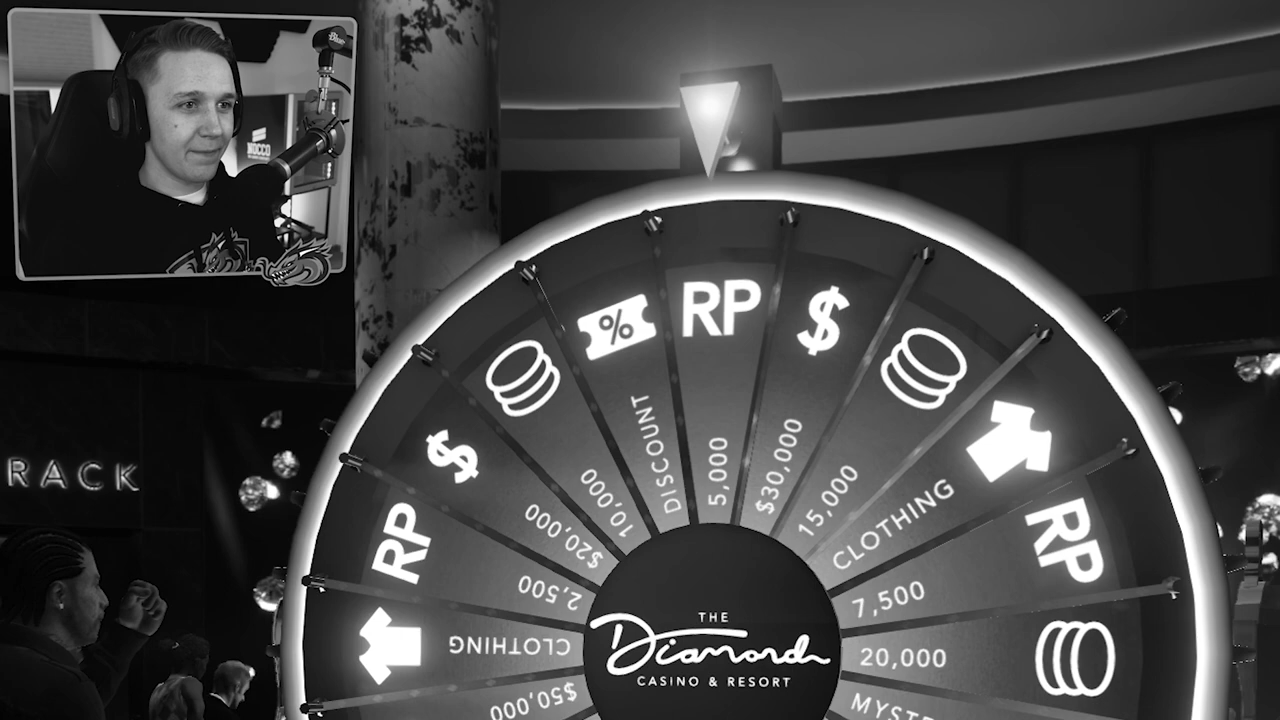 NOCCO
RACK
CLOTHING
$50,000
RP
2,500
$
$20,000
10,000
%
DISCOUNT
RP
5,000
$
$30,000
15,000
CLOTHING
RP
7,500
20,000
THE
Diamond
CASINO & RESORT